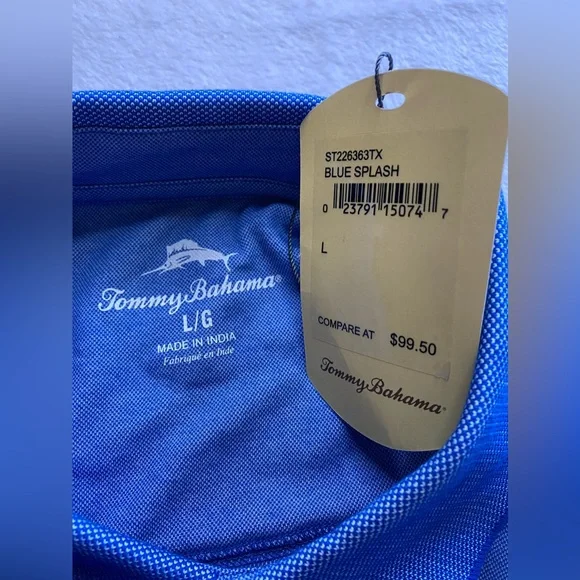 Tommy Bahama®
L/G
MADE IN INDIA
Fabriqué en Inde
ST226363TX
BLUE SPLASH
0 23791 15074 7
L
COMPARE AT $99.50
Tommy Bahama®